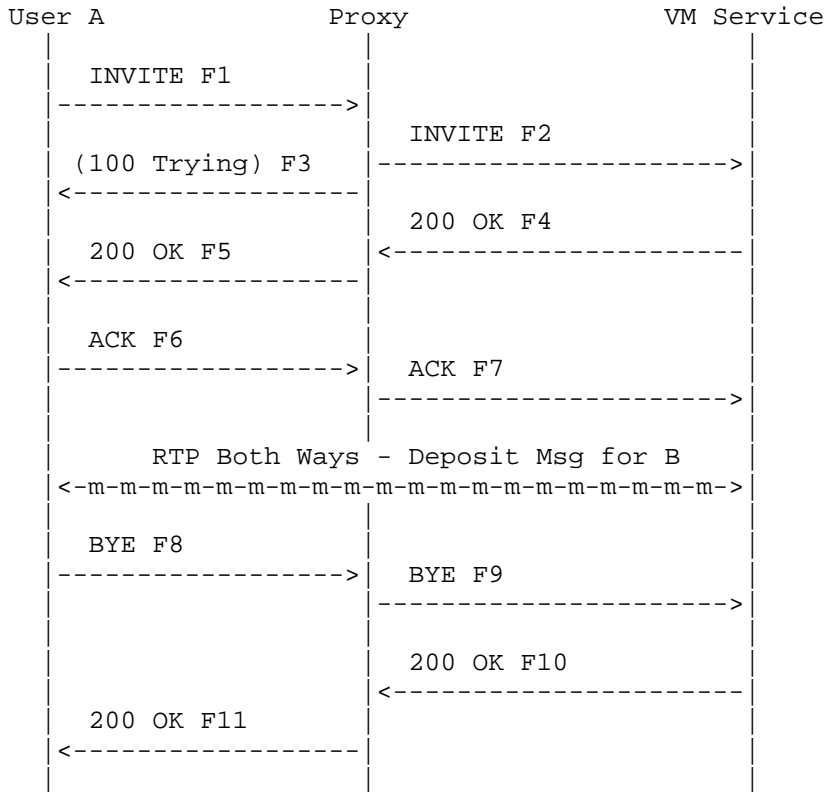 User A Proxy VM Service
INVITE F1
INVITE F2
(100 Trying) F3
200 OK F4
200 OK F5
ACK F6
ACK F7
RTP Both Ways - Deposit Msg for B
<-m-m-m-m-m-m-m-m-m-m-m-m-m-m-m-m-m-m-m-m-m->
BYE F8
BYE F9
200 OK F10
200 OK F11